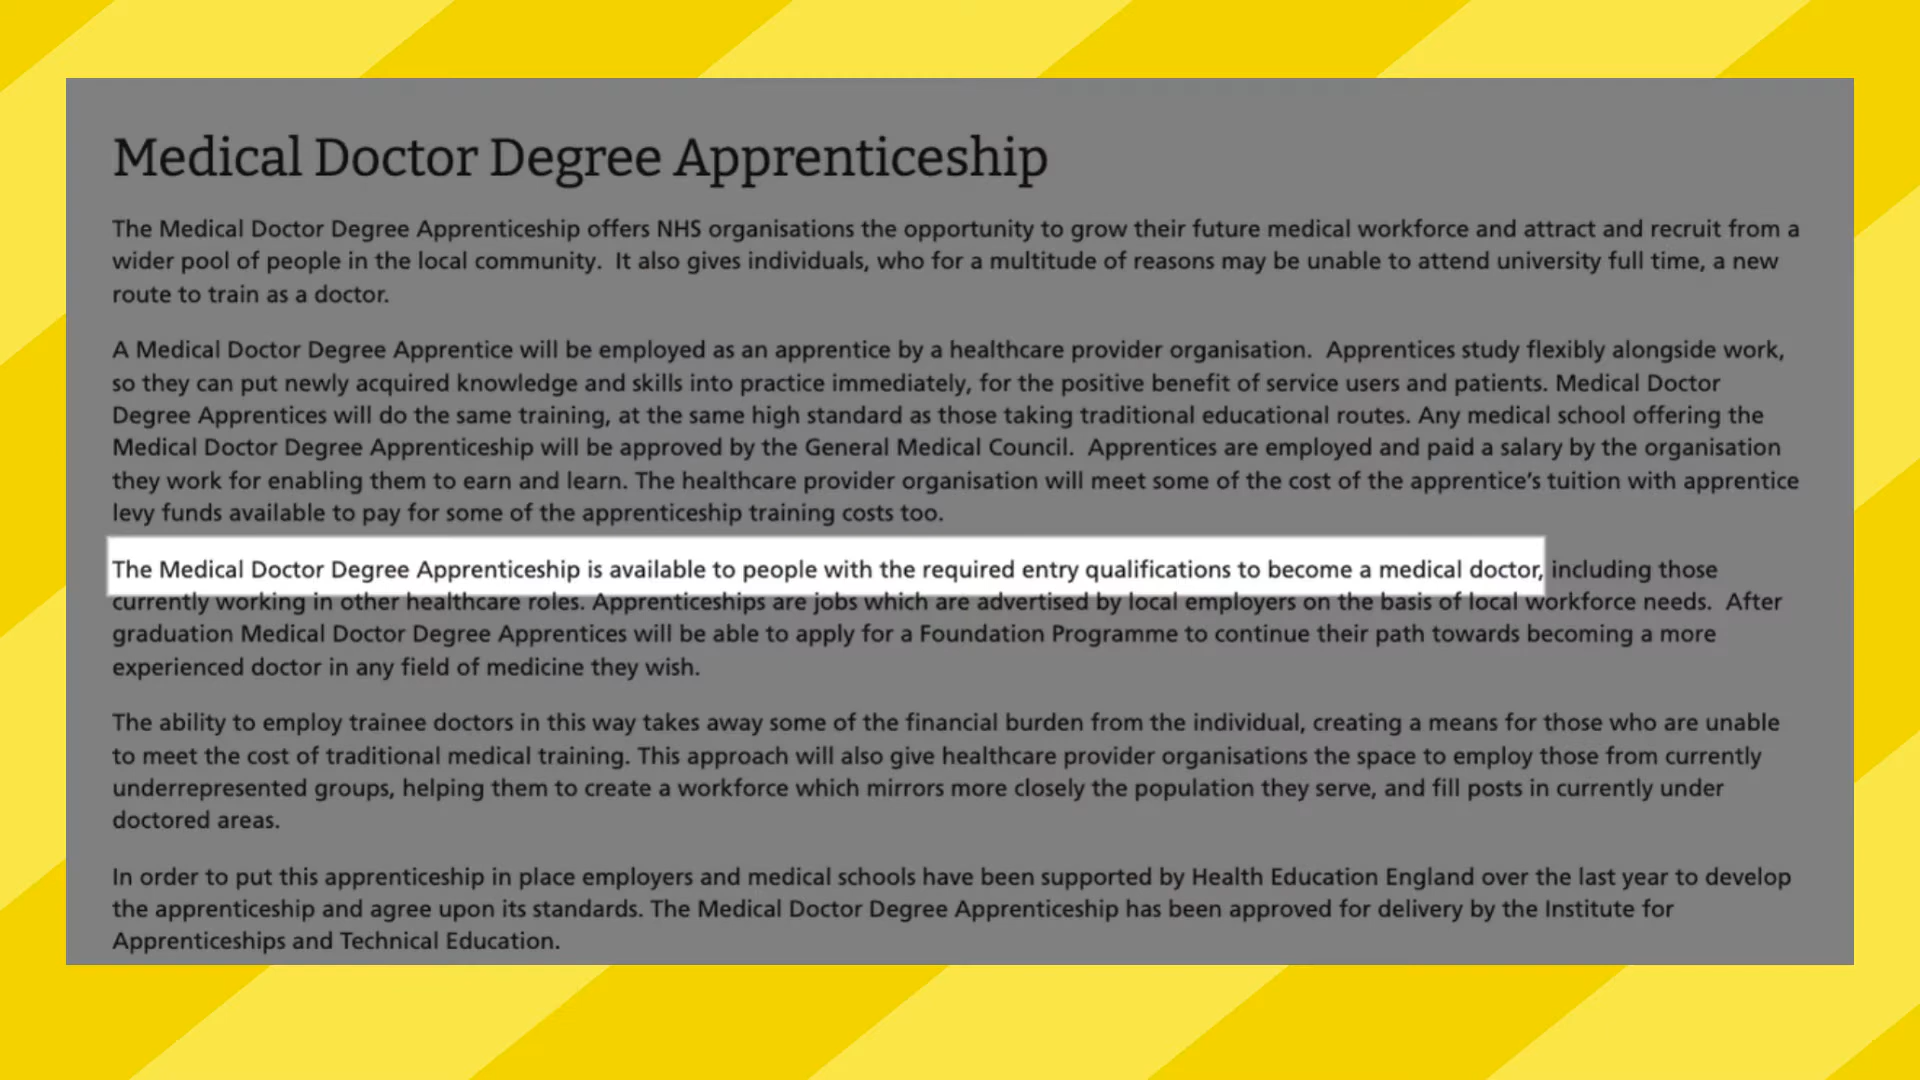 Medical Doctor Degree Apprenticeship
The Medical Doctor Degree Apprenticeship offers NHS organisations the opportunity to grow their future medical workforce and attract and recruit from a
wider pool of people in the local community.  It also gives individuals, who for a multitude of reasons may be unable to attend university full time, a new
route to train as a doctor.
A Medical Doctor Degree Apprentice will be employed as an apprentice by a healthcare provider organisation.  Apprentices study flexibly alongside work,
so they can put newly acquired knowledge and skills into practice immediately, for the positive benefit of service users and patients. Medical Doctor
Degree Apprentices will do the same training, at the same high standard as those taking traditional educational routes. Any medical school offering the
Medical Doctor Degree Apprenticeship will be approved by the General Medical Council.  Apprentices are employed and paid a salary by the organisation
they work for enabling them to earn and learn. The healthcare provider organisation will meet some of the cost of the apprentice’s tuition with apprentice
levy funds available to pay for some of the apprenticeship training costs too.
The Medical Doctor Degree Apprenticeship is available to people with the required entry qualifications to become a medical doctor, including those
currently working in other healthcare roles. Apprenticeships are jobs which are advertised by local employers on the basis of local workforce needs.  After
graduation Medical Doctor Degree Apprentices will be able to apply for a Foundation Programme to continue their path towards becoming a more
experienced doctor in any field of medicine they wish.
The ability to employ trainee doctors in this way takes away some of the financial burden from the individual, creating a means for those who are unable
to meet the cost of traditional medical training. This approach will also give healthcare provider organisations the space to employ those from currently
underrepresented groups, helping them to create a workforce which mirrors more closely the population they serve, and fill posts in currently under
doctored areas.
In order to put this apprenticeship in place employers and medical schools have been supported by Health Education England over the last year to develop
the apprenticeship and agree upon its standards. The Medical Doctor Degree Apprenticeship has been approved for delivery by the Institute for
Apprenticeships and Technical Education.